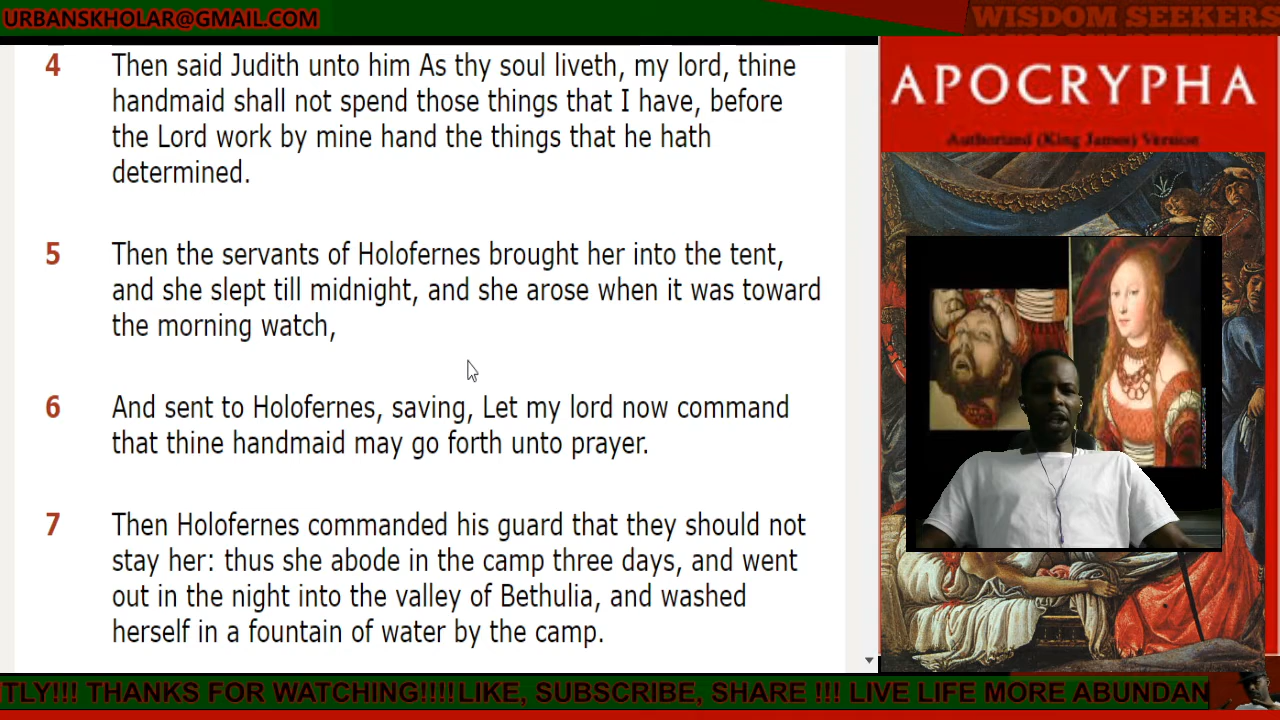 URBANSKHOLAR@GMAIL.COM
WISDOM SEEKERS
4 Then said Judith unto him As thy soul liveth, my lord, thine
handmaid shall not spend those things that I have, before
the Lord work by mine hand the things that he hath
determined.
5 Then the servants of Holofernes brought her into the tent,
and she slept till midnight, and she arose when it was toward
the morning watch,
6 And sent to Holofernes, saving, Let my lord now command
that thine handmaid may go forth unto prayer.
7 Then Holofernes commanded his guard that they should not
stay her: thus she abode in the camp three days, and went
out in the night into the valley of Bethulia, and washed
herself in a fountain of water by the camp.
APOCRYPHA
Authorized (King James) Version
TLY!!! THANKS FOR WATCHING!!!! LIKE, SUBSCRIBE, SHARE !!! LIVE LIFE MORE ABUNDAN